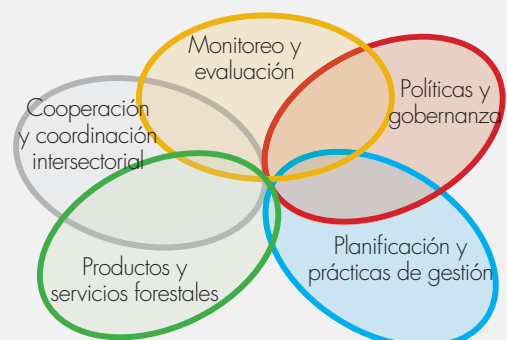 Monitoreo y
evaluación
Políticas y
gobernanza
Cooperación
y coordinación
intersectorial
Planificación y
prácticas de gestión
Productos y
servicios forestales